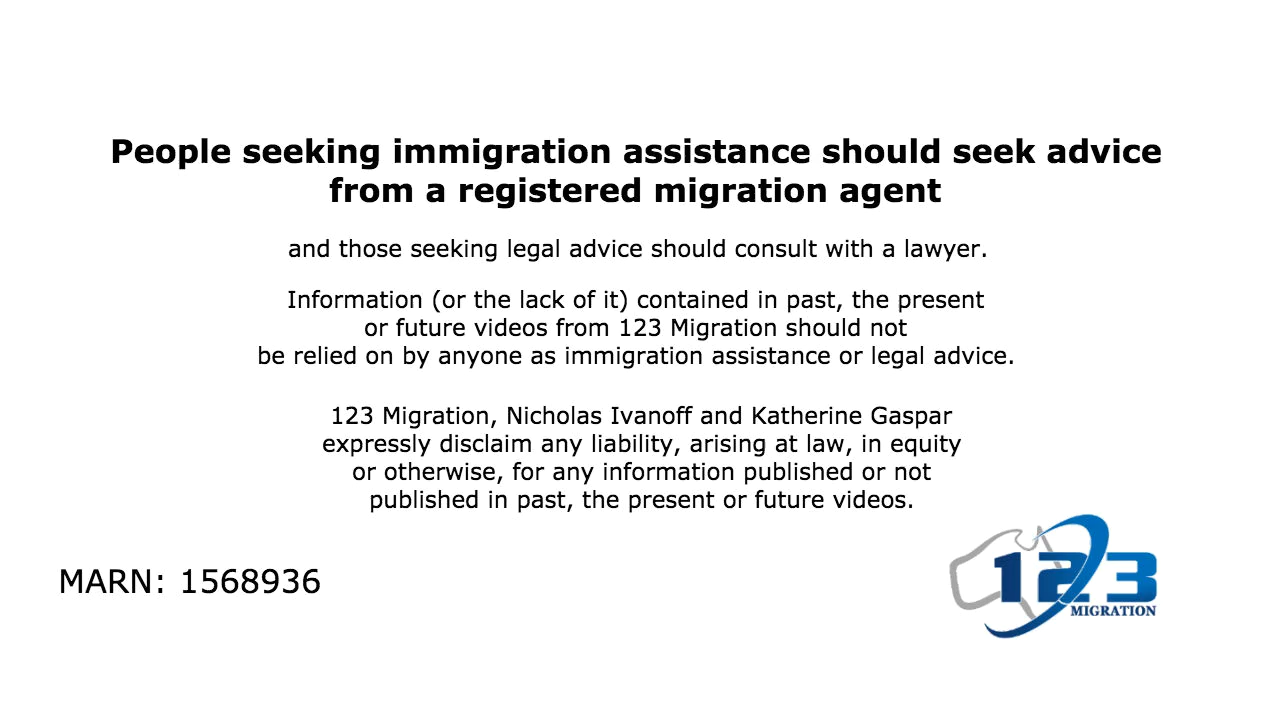 People seeking immigration assistance should seek advice
from a registered migration agent
and those seeking legal advice should consult with a lawyer.
Information (or the lack of it) contained in past, the present
or future videos from 123 Migration should not
be relied on by anyone as immigration assistance or legal advice.
123 Migration, Nicholas Ivanoff and Katherine Gaspar
expressly disclaim any liability, arising at law, in equity
or otherwise, for any information published or not
published in past, the present or future videos.
MARN: 1568936
123
MIGRATION